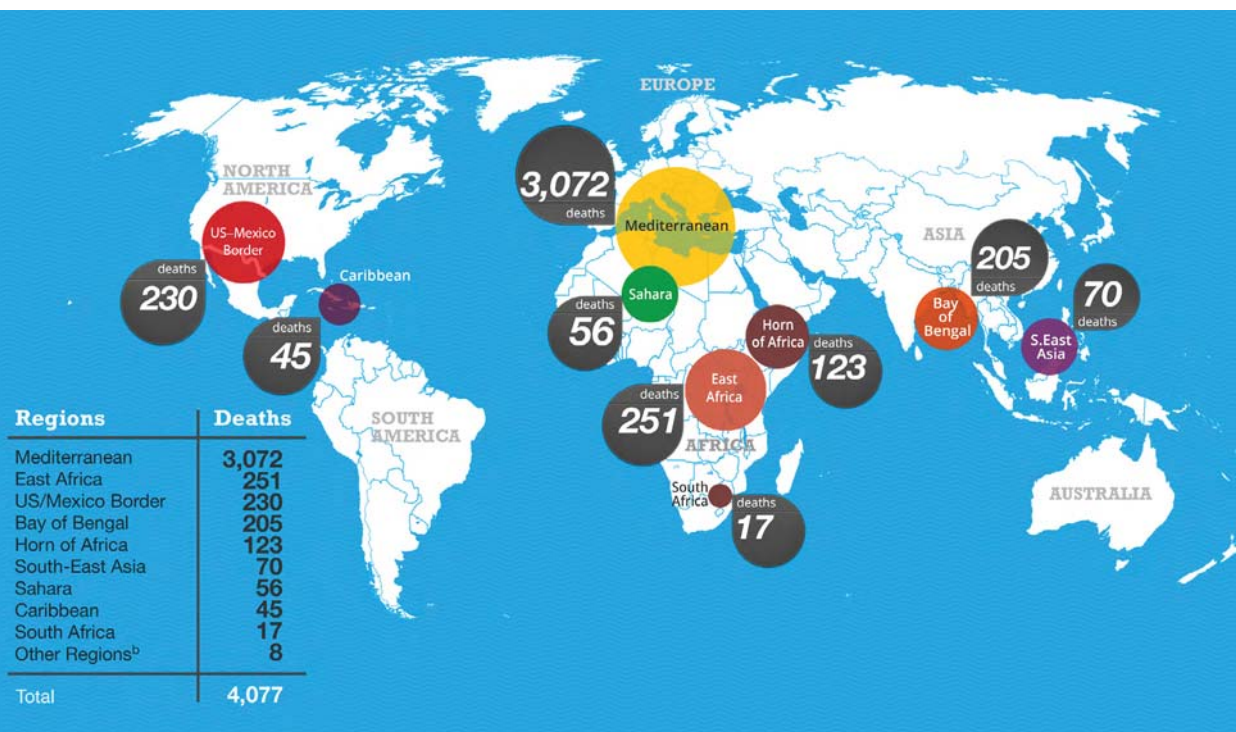 EUROPE
NORTH
AMERICA
3,072
deaths
Mediterranean
US–Mexico
Border
ASIA
205
deaths
deaths
230
Caribbean
Sahara
deaths
56
Bay
of
Bengal
70
deaths
S.East
Asia
Horn
of Africa
deaths
123
deaths
45
East
Africa
deaths
251
AFRICA
SOUTH
AMERICA
South
Africa
deaths
17
AUSTRALIA
Regions Deaths
Mediterranean 3,072
East Africa 251
US/Mexico Border 230
Bay of Bengal 205
Horn of Africa 123
South-East Asia 70
Sahara 56
Caribbean 45
South Africa 17
Other Regionsᵇ 8
Total 4,077